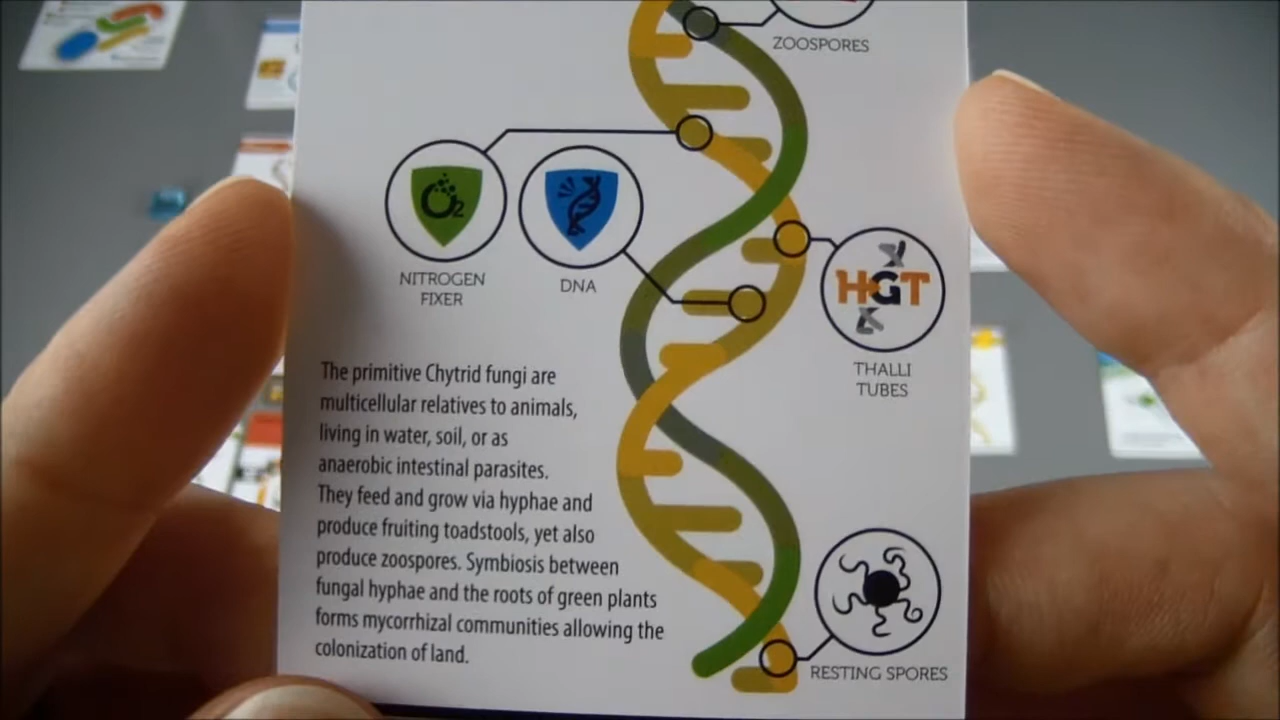 ZOOSPORES
O2
NITROGEN
FIXER
DNA
HGT
THALLI
TUBES
The primitive Chytrid fungi are
multicellular relatives to animals,
living in water, soil, or as
anaerobic intestinal parasites.
They feed and grow via hyphae and
produce fruiting toadstools, yet also
produce zoospores. Symbiosis between
fungal hyphae and the roots of green plants
forms mycorrhizal communities allowing the
colonization of land.
RESTING SPORES